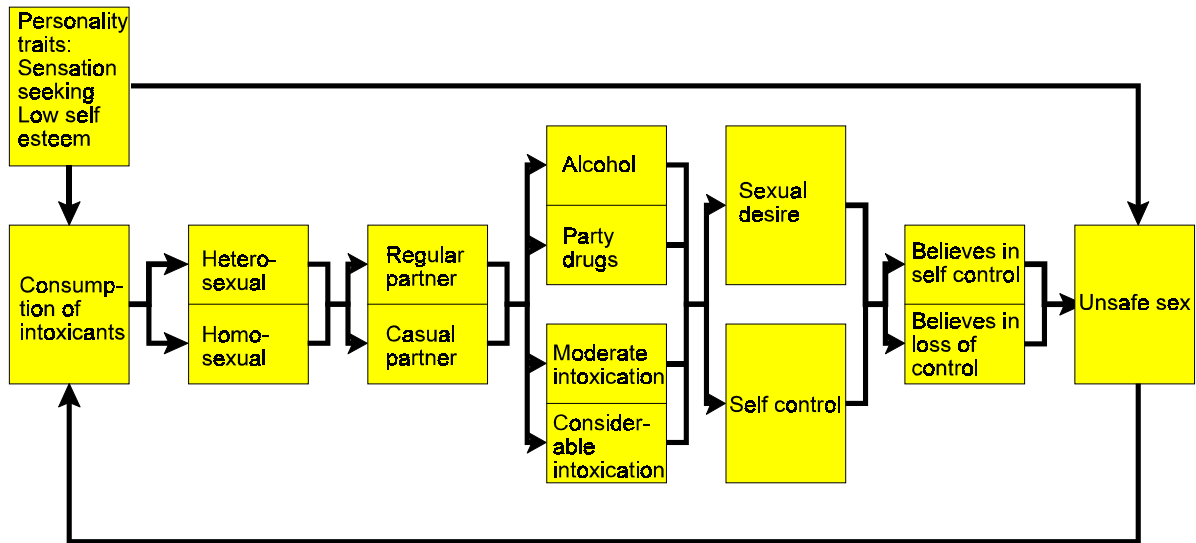 Personality
traits:
Sensation
seeking
Low self
esteem
Consump-
tion of
intoxicants
Hetero-
sexual
Homo-
sexual
Regular
partner
Casual
partner
Alcohol
Party
drugs
Moderate
intoxication
Consider-
able
intoxication
Sexual
desire
Self control
Believes in
self control
Believes in
loss of
control
Unsafe sex